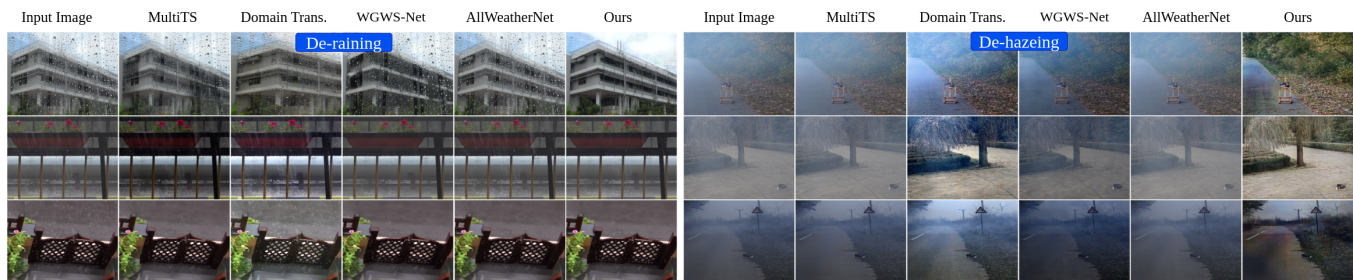 Input Image MultiTS Domain Trans. WGWS-Net AllWeatherNet Ours Input Image MultiTS Domain Trans. WGWS-Net AllWeatherNet Ours
De-raining De-hazeing